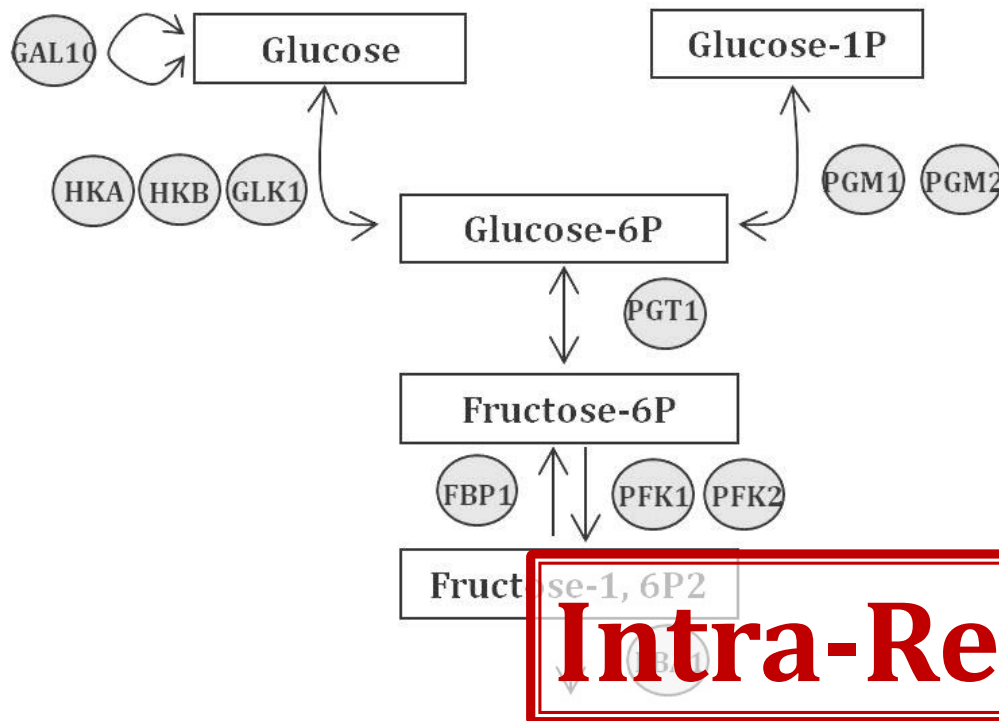 GAL10
Glucose
Glucose-1P
HKA HKB GLK1
PGM1 PGM2
Glucose-6P
PGT1
Fructose-6P
FBP1
PFK1 PFK2
Fructose-1, 6P2
Intra-Re